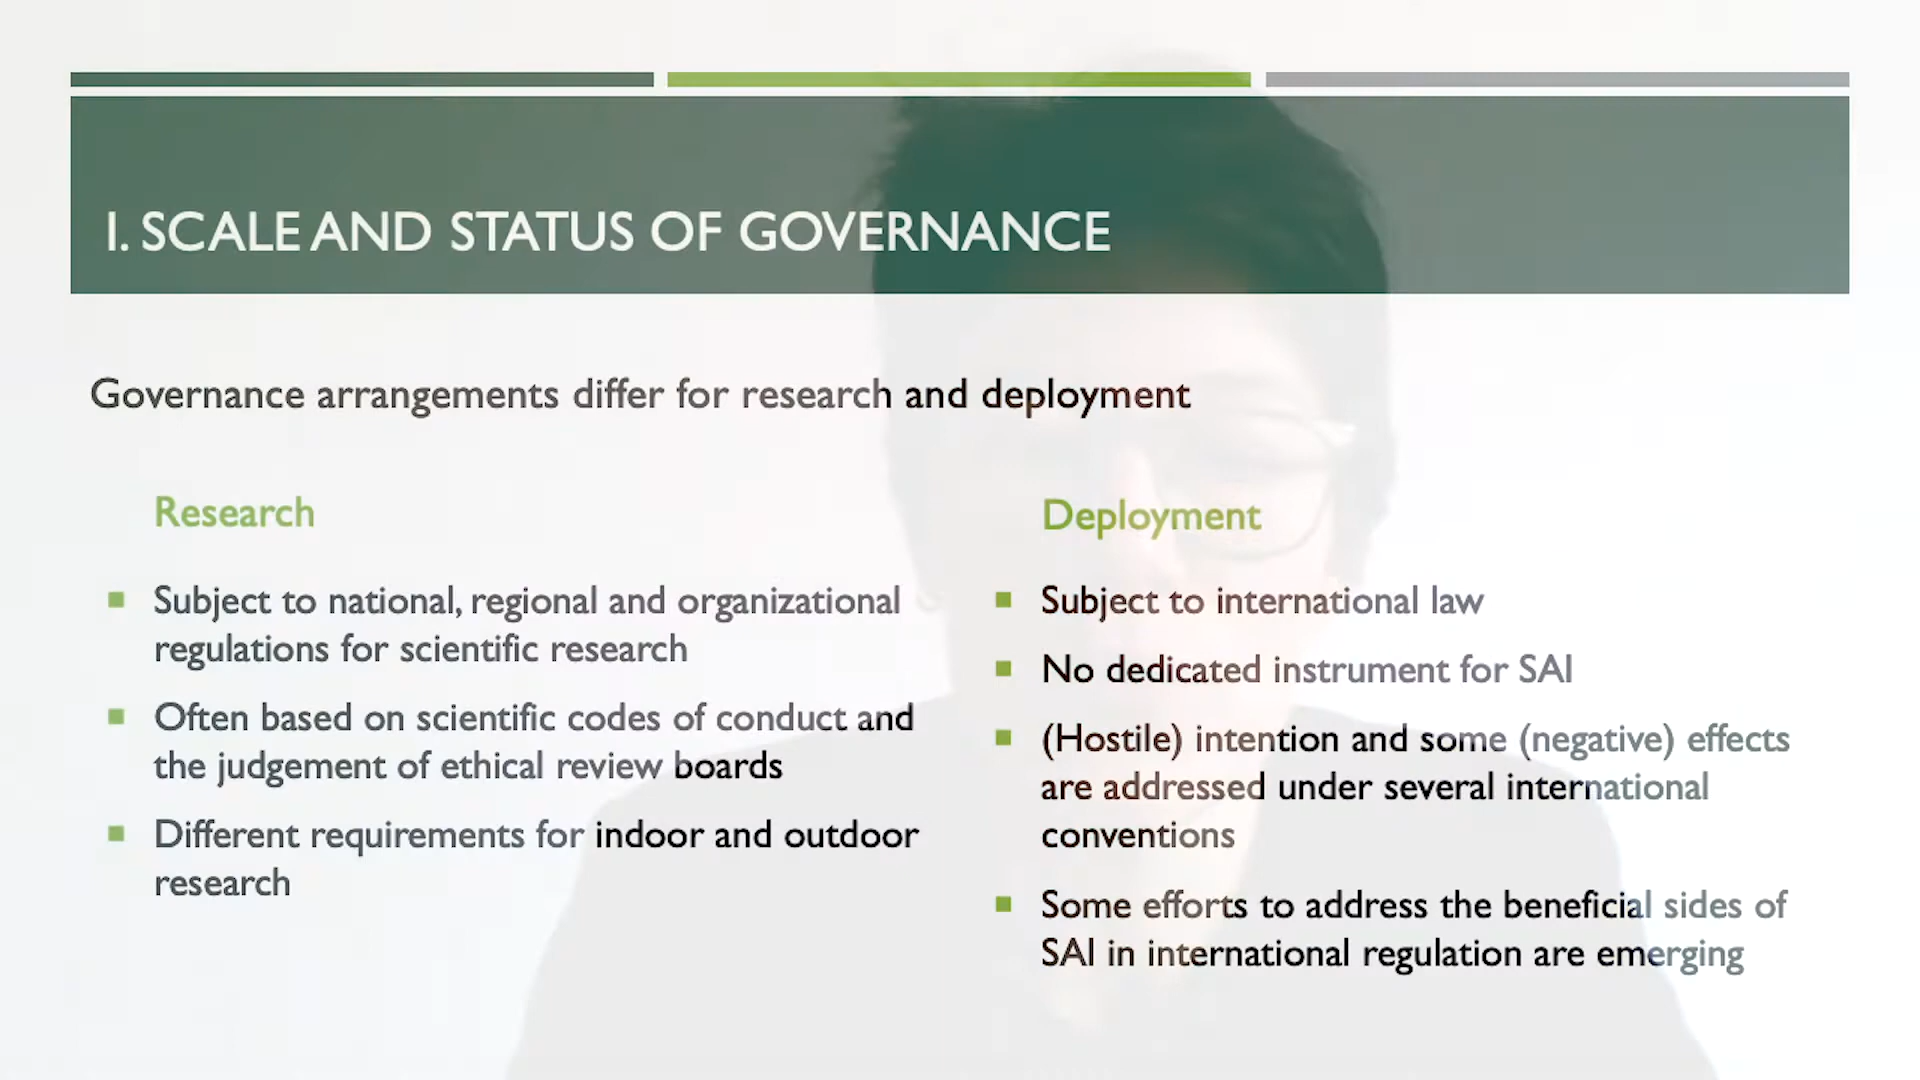 I. SCALE AND STATUS OF GOVERNANCE
Governance arrangements differ for research and deployment
Research
Subject to national, regional and organizational
regulations for scientific research
Often based on scientific codes of conduct and
the judgement of ethical review boards
Different requirements for indoor and outdoor
research
Deployment
Subject to international law
No dedicated instrument for SAI
(Hostile) intention and some (negative) effects
are addressed under several international
conventions
Some efforts to address the beneficial sides of
SAI in international regulation are emerging